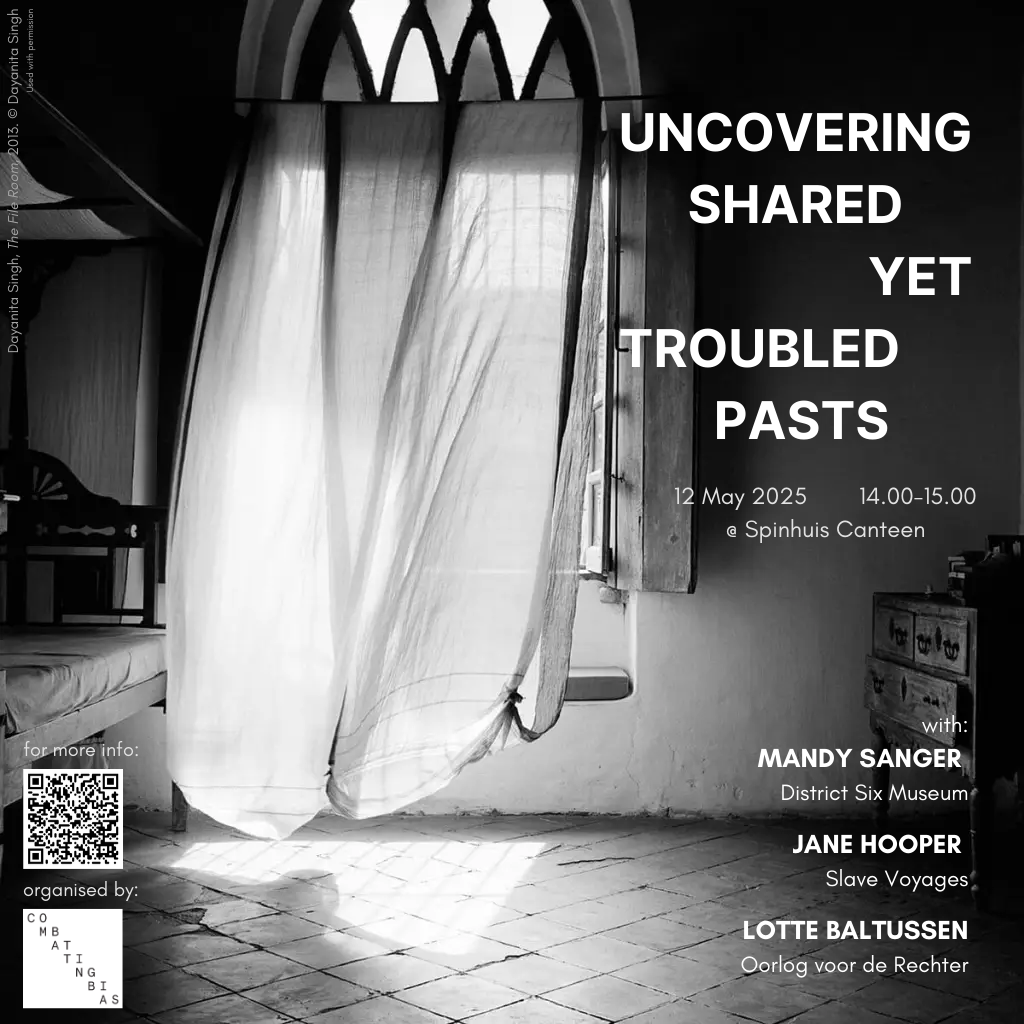 Dayanita Singh, The File Room, 2013. © Dayanita Singh
Used with permission
UNCOVERING
SHARED
YET
TROUBLED
PASTS
12 May 2025 14.00-15.00
@ Spinhuis Canteen
with:
MANDY SANGER
District Six Museum
JANE HOOPER
Slave Voyages
LOTTE BALTUSSEN
Oorlog voor de Rechter
for more info:
organised by:
CO
MB
AT
TI
NG
BI
AS